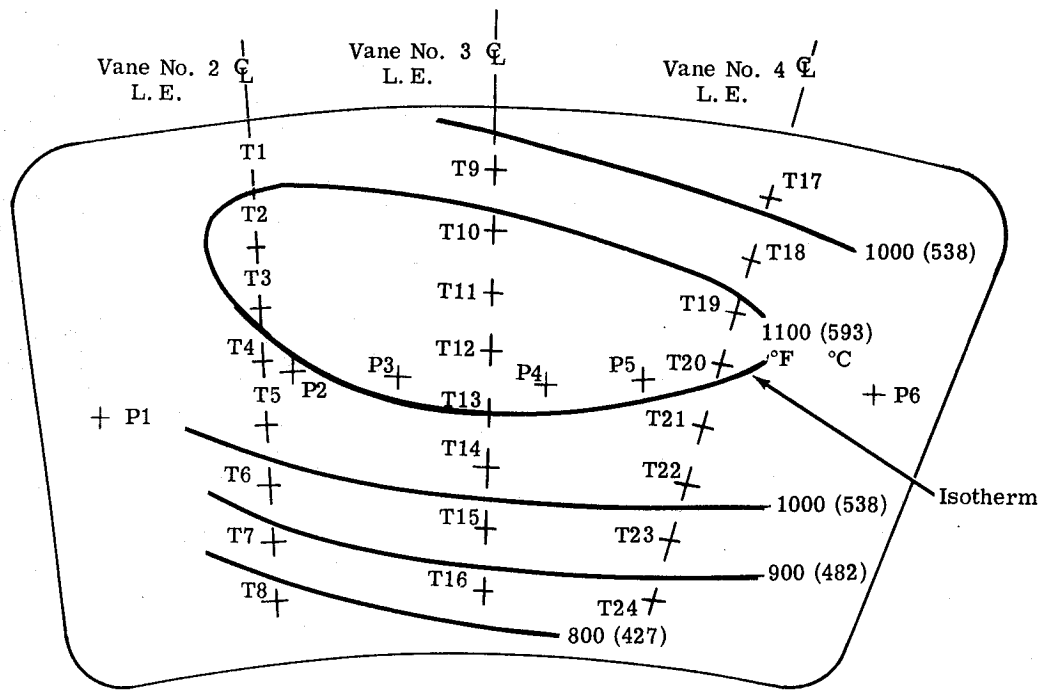 Vane No. 2 ℄
L. E.
Vane No. 3 ℄
L. E.
Vane No. 4 ℄
L. E.
T1
T9
T17
T2
T10
T18
1000 (538)
T3
T11
T19
1100 (593)
°F °C
T4
T12
T20
P2
P3
P4
P5
P6
P1
T5
T13
T21
T14
T6
T22
Isotherm
1000 (538)
T15
T7
T23
900 (482)
T16
T8
T24
800 (427)